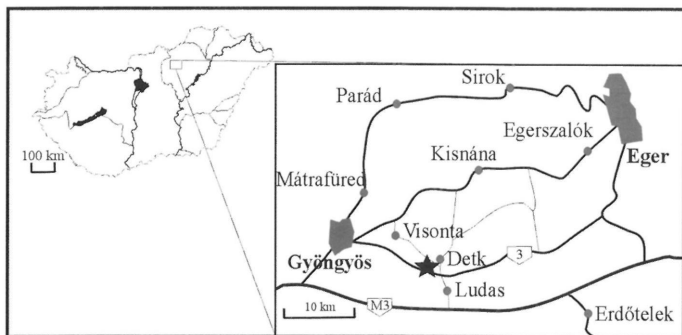 100 km
Sirok
Parád
Egerszalók
Eger
Kisnána
Mátrafüred
Visonta
Gyöngyös
Detk
3
Ludas
10 km
M3
Erdőtelek